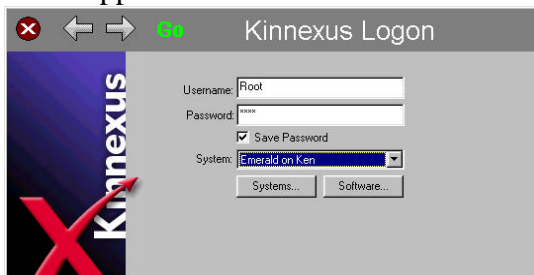 Go Kinnexus Logon
Kinnexus
Username: Root
Password: ****
Save Password
System: Emerald on Ken
Systems... Software...